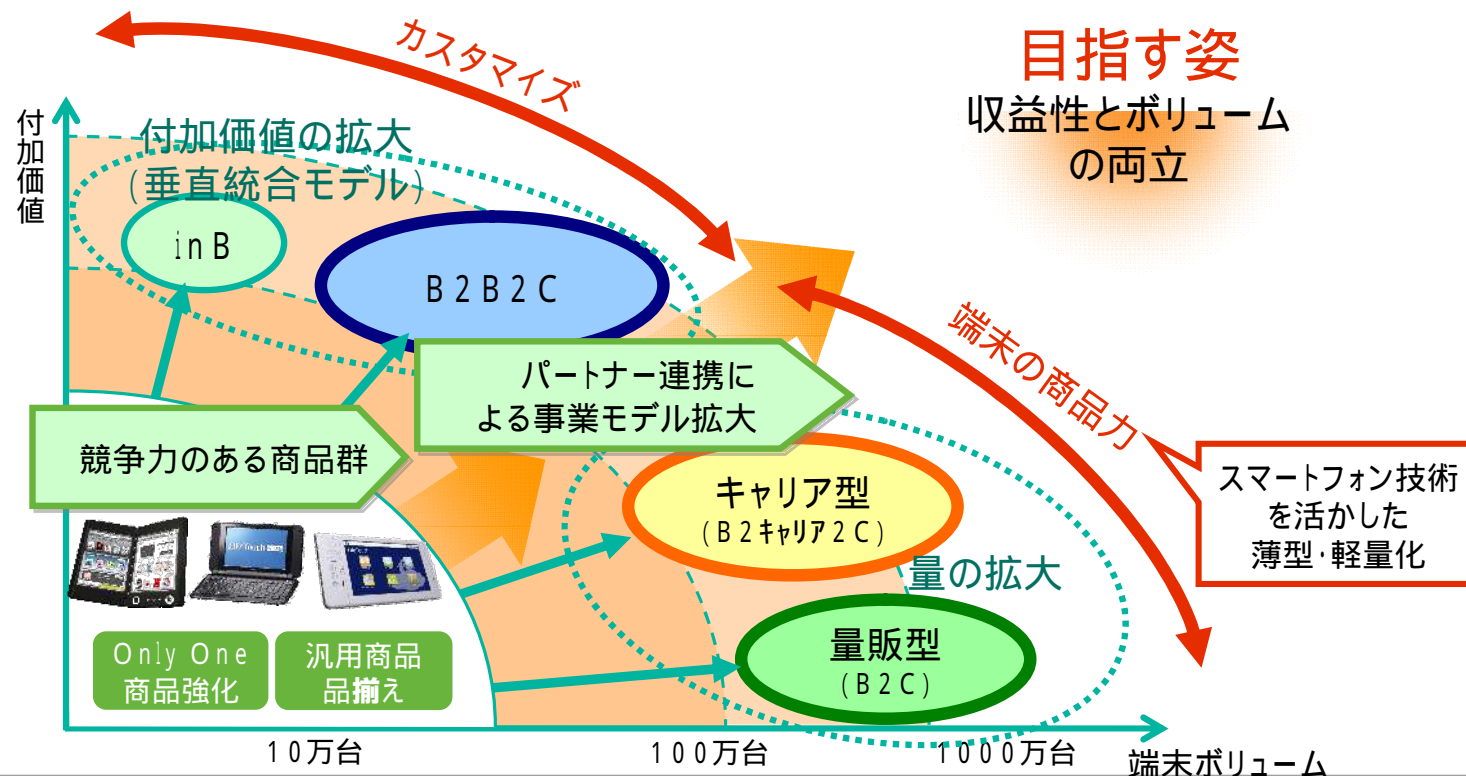 カスタマイズ
目指す姿
収益性とボリューム
の両立
付加価値
付加価値の拡大
(垂直統合モデル)
inB
B2B2C
端末の商品力
パートナー連携に
よる事業モデル拡大
競争力のある商品群
スマートフォン技術
を活かした
薄型・軽量化
キャリア型
(B2キャリア2C)
量の拡大
Only One
商品強化
汎用商品
品揃え
量販型
(B2C)
10万台
100万台
1000万台
端末ボリューム